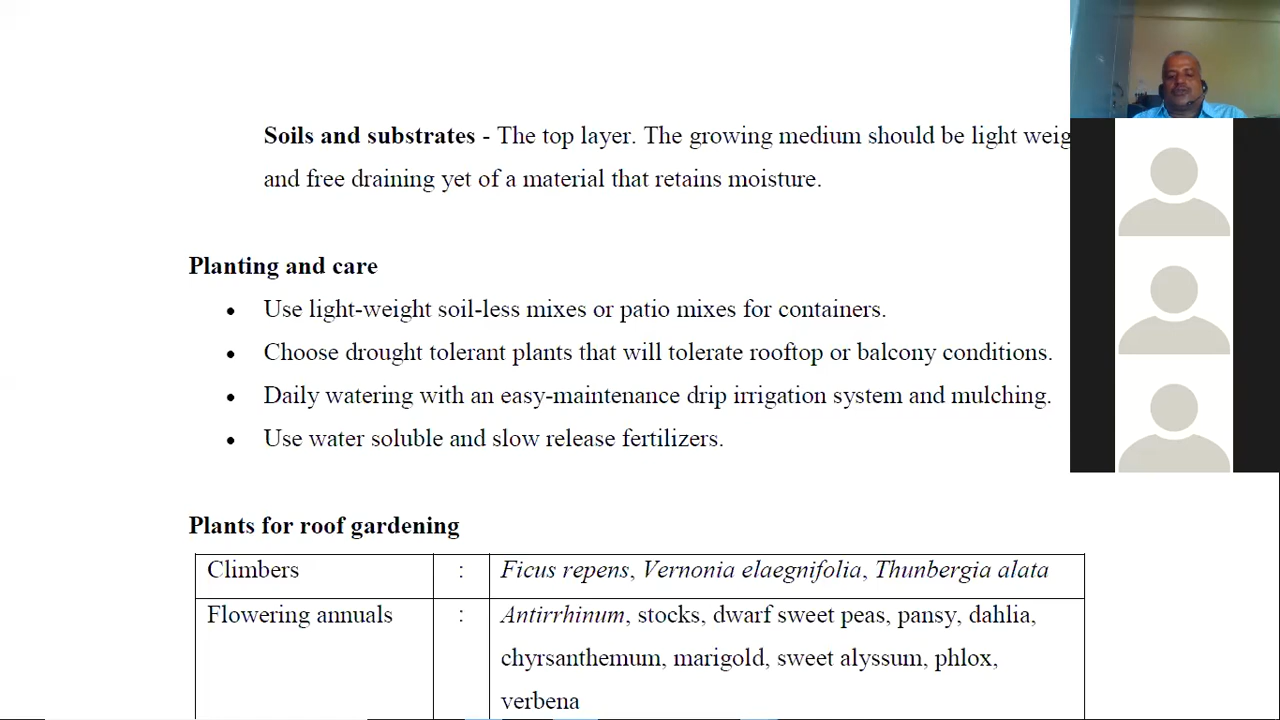 Soils and substrates - The top layer. The growing medium should be light weig
and free draining yet of a material that retains moisture.
Planting and care
• Use light-weight soil-less mixes or patio mixes for containers.
• Choose drought tolerant plants that will tolerate rooftop or balcony conditions.
• Daily watering with an easy-maintenance drip irrigation system and mulching.
• Use water soluble and slow release fertilizers.
Plants for roof gardening
Climbers : Ficus repens, Vernonia elaegnifolia, Thunbergia alata
Flowering annuals : Antirrhinum, stocks, dwarf sweet peas, pansy, dahlia,
chyrsanthemum, marigold, sweet alyssum, phlox,
verbena